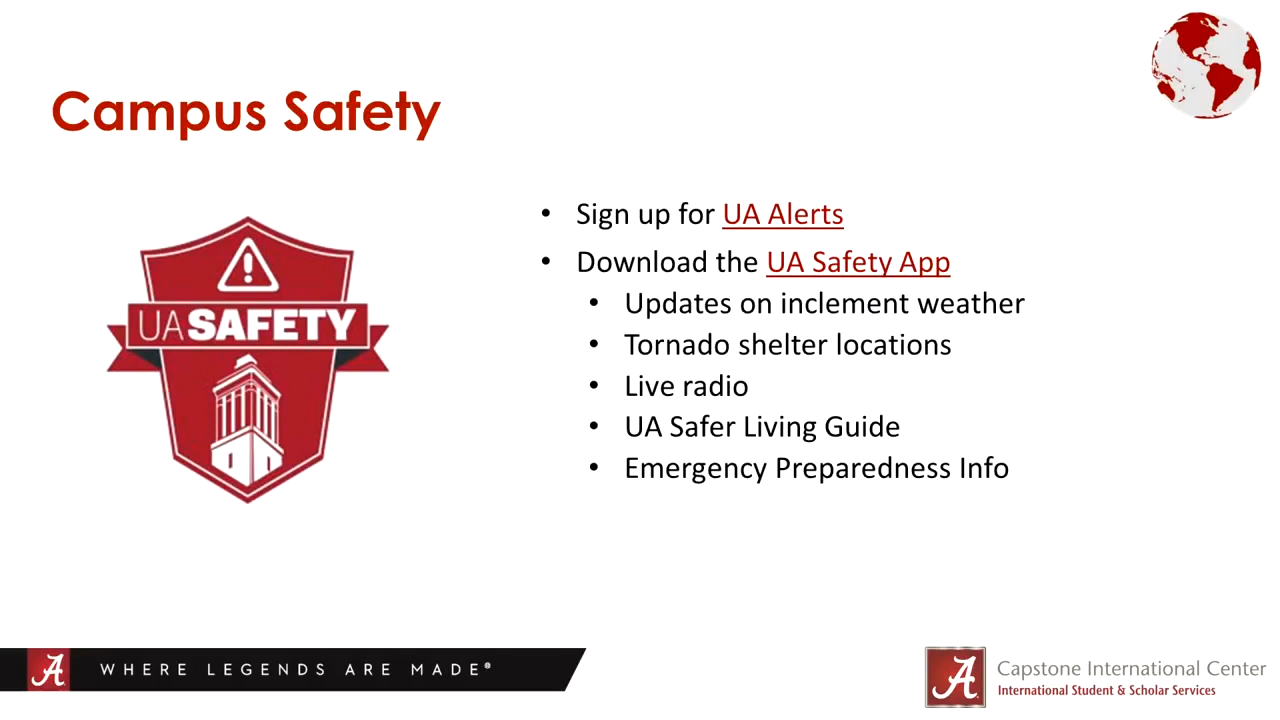 Campus Safety
UASAFETY
• Sign up for UA Alerts
• Download the UA Safety App
• Updates on inclement weather
• Tornado shelter locations
• Live radio
• UA Safer Living Guide
• Emergency Preparedness Info
A WHERE LEGENDS ARE MADE®
A Capstone International Center
International Student & Scholar Services